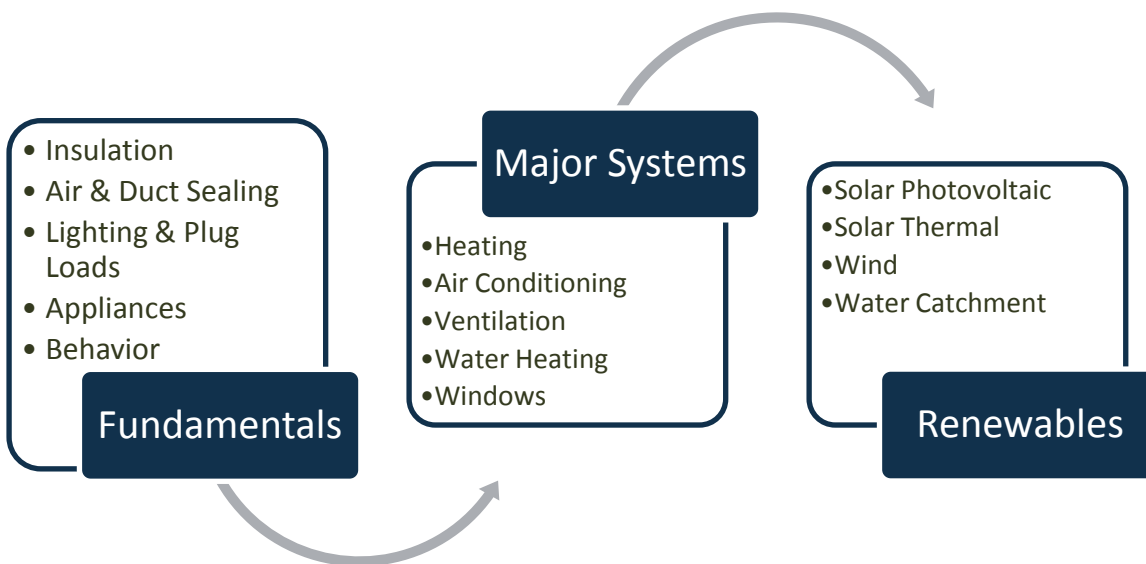 • Insulation
• Air & Duct Sealing
• Lighting & Plug
Loads
• Appliances
• Behavior
Fundamentals
Major Systems
•Heating
•Air Conditioning
•Ventilation
•Water Heating
•Windows
•Solar Photovoltaic
•Solar Thermal
•Wind
•Water Catchment
Renewables